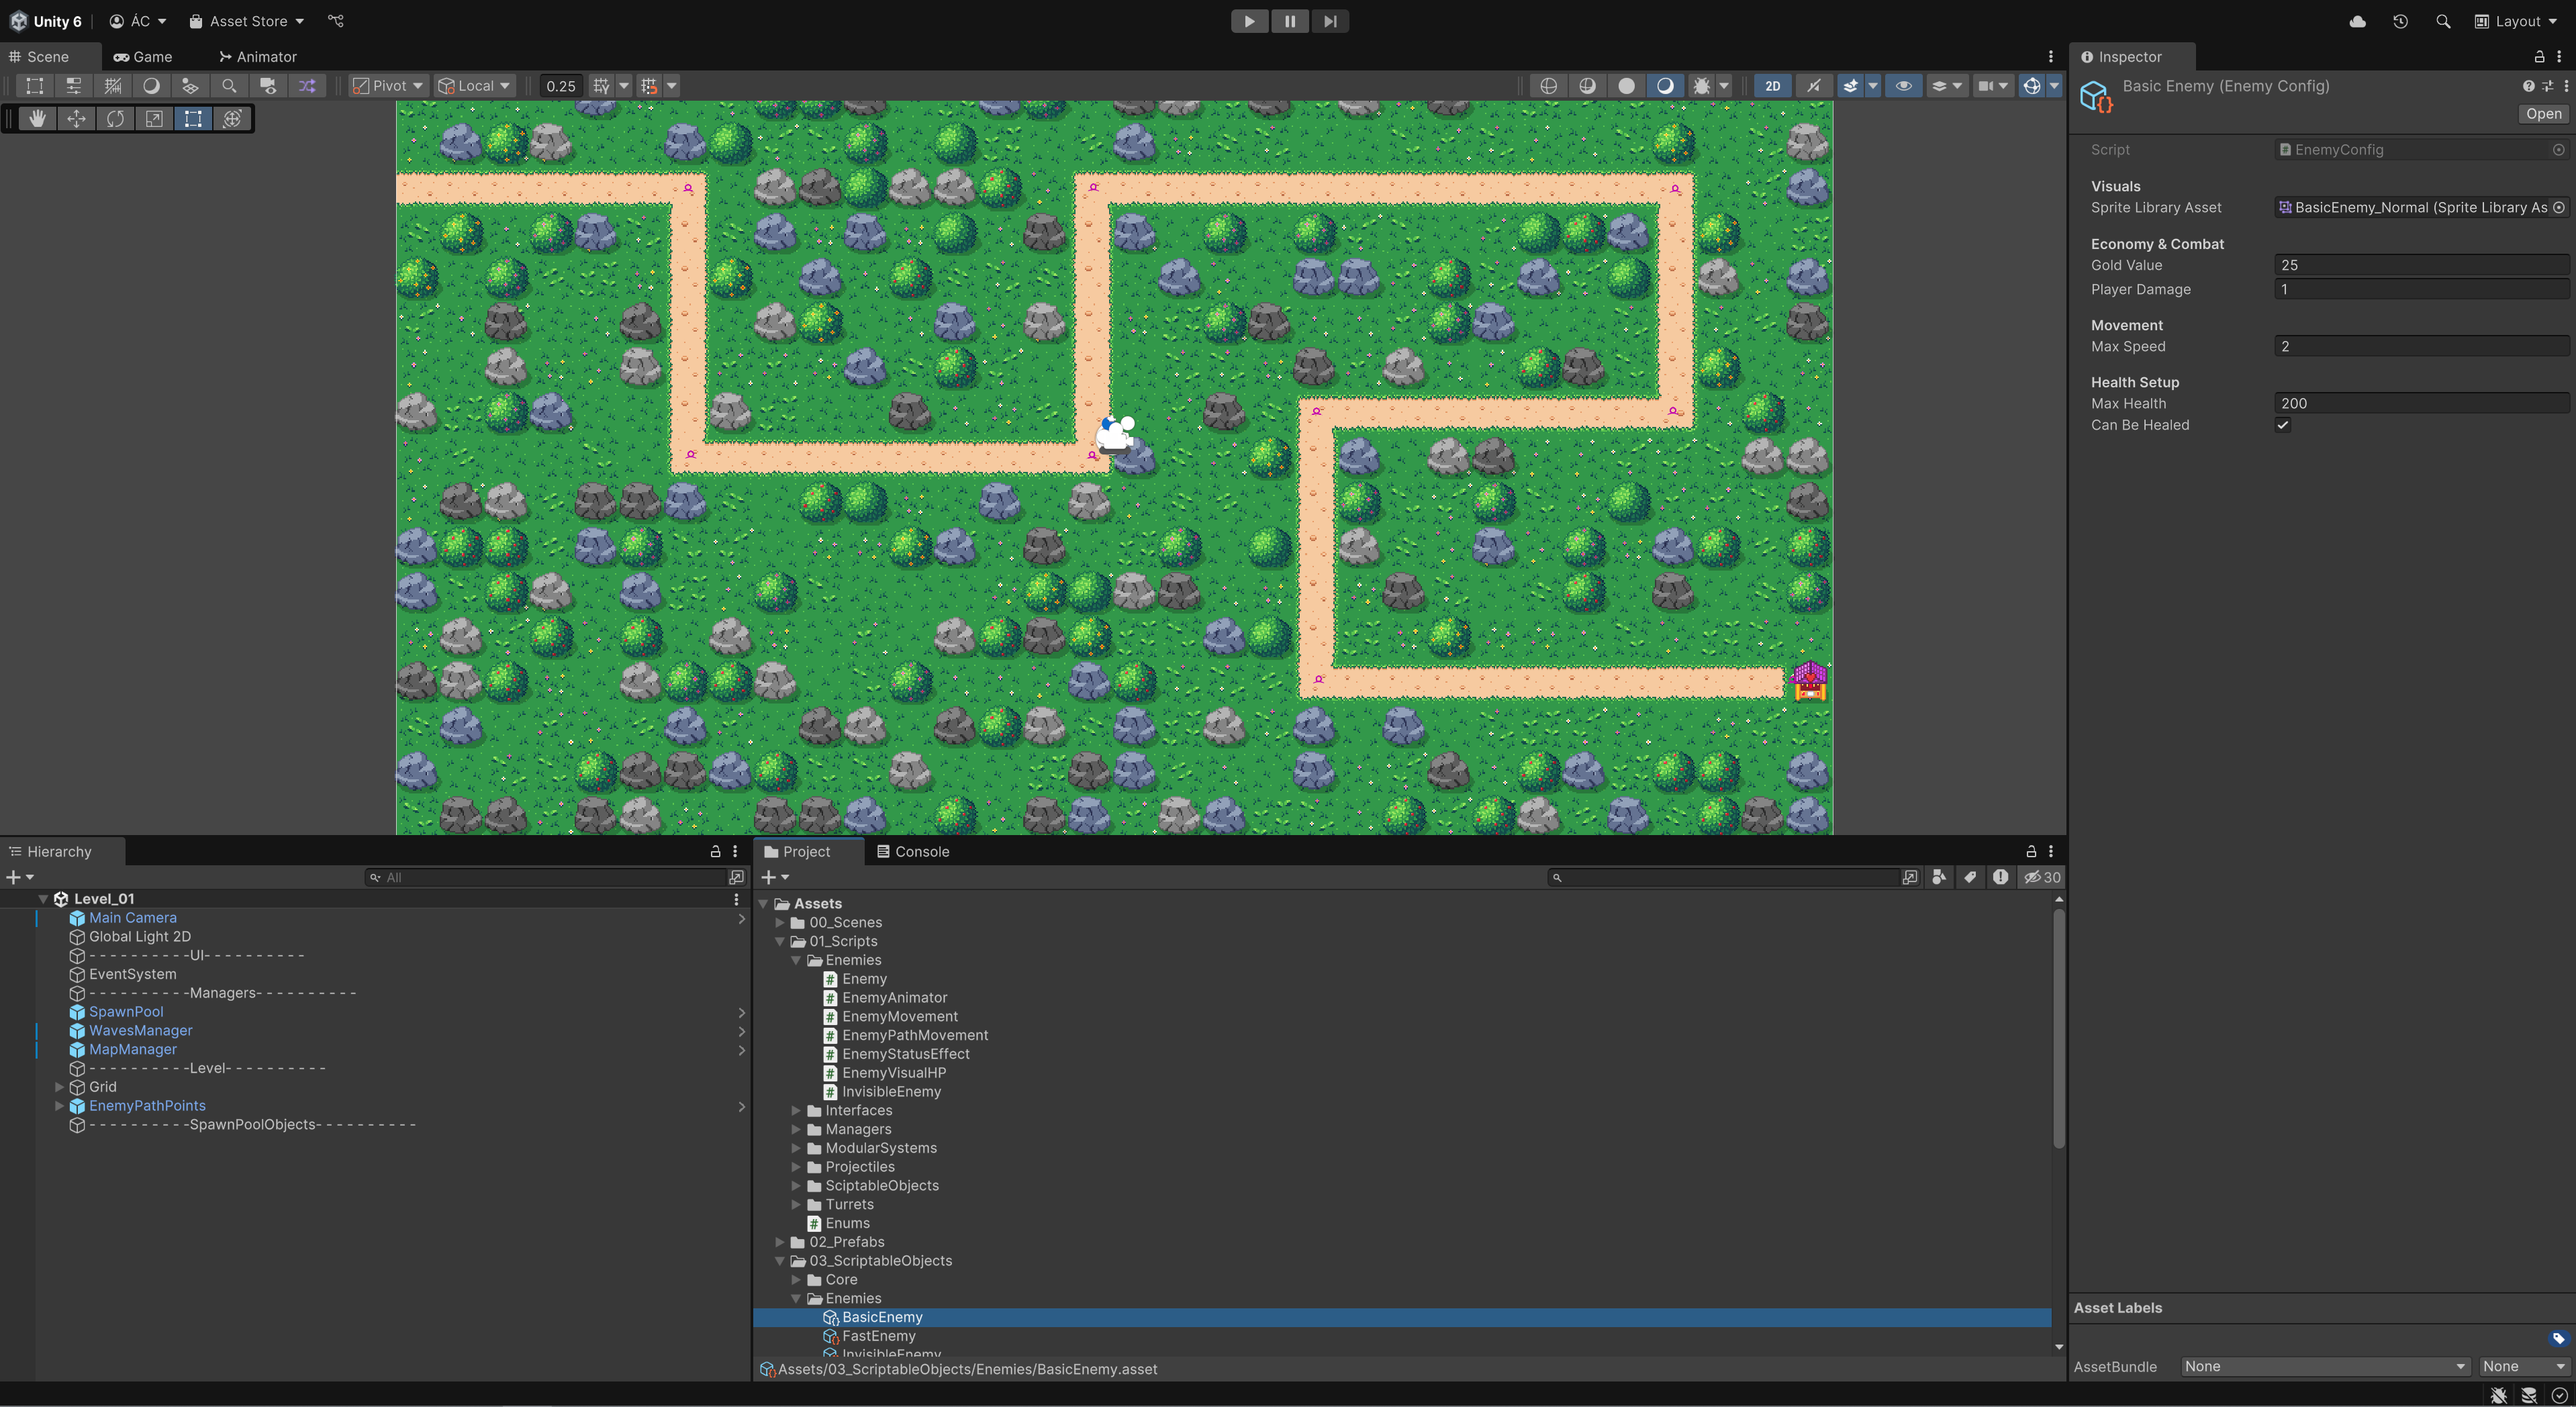 Unity 6 ÁC Asset Store Layout
Scene Game Animator
Pivot Local 0.25 2D
Inspector
Basic Enemy (Enemy Config)
Open
Script EnemyConfig
Visuals
Sprite Library Asset BasicEnemy_Normal (Sprite Library As
Economy & Combat
Gold Value 25
Player Damage 1
Movement
Max Speed 2
Health Setup
Max Health 200
Can Be Healed
Asset Labels
AssetBundle None None
Hierarchy
All
Level_01
Main Camera
Global Light 2D
- - - - - - - - - -UI- - - - - - - - - -
EventSystem
- - - - - - - - - -Managers- - - - - - - - - -
SpawnPool
WavesManager
MapManager
- - - - - - - - - -Level- - - - - - - - - -
Grid
EnemyPathPoints
- - - - - - - - - -SpawnPoolObjects- - - - - - - - - -
Project Console
30
Assets
00_Scenes
01_Scripts
Enemies
Enemy
EnemyAnimator
EnemyMovement
EnemyPathMovement
EnemyStatusEffect
EnemyVisualHP
InvisibleEnemy
Interfaces
Managers
ModularSystems
Projectiles
SciptableObjects
Turrets
Enums
02_Prefabs
03_ScriptableObjects
Core
Enemies
BasicEnemy
FastEnemy
InvisibleEnemy
Assets/03_ScriptableObjects/Enemies/BasicEnemy.asset